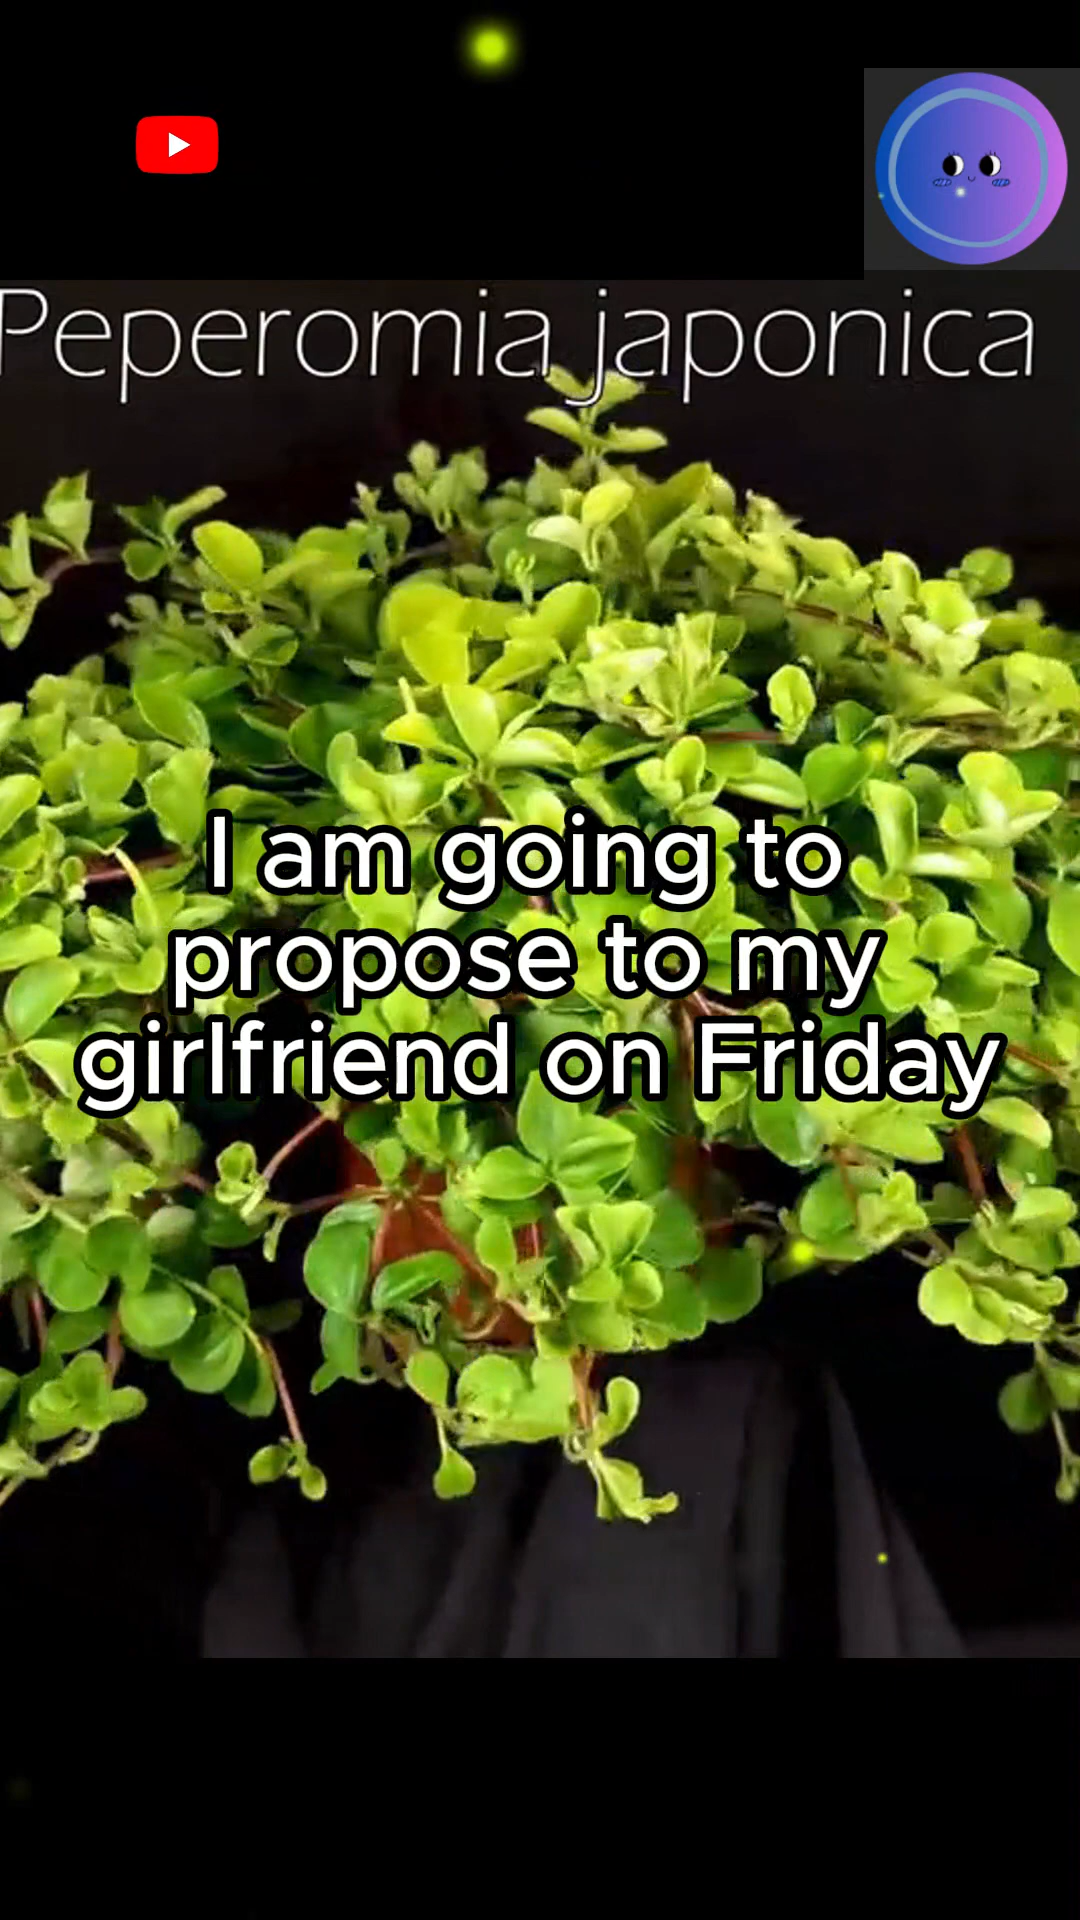 Peperomia japonica
I am going to
propose to my
girlfriend on Friday